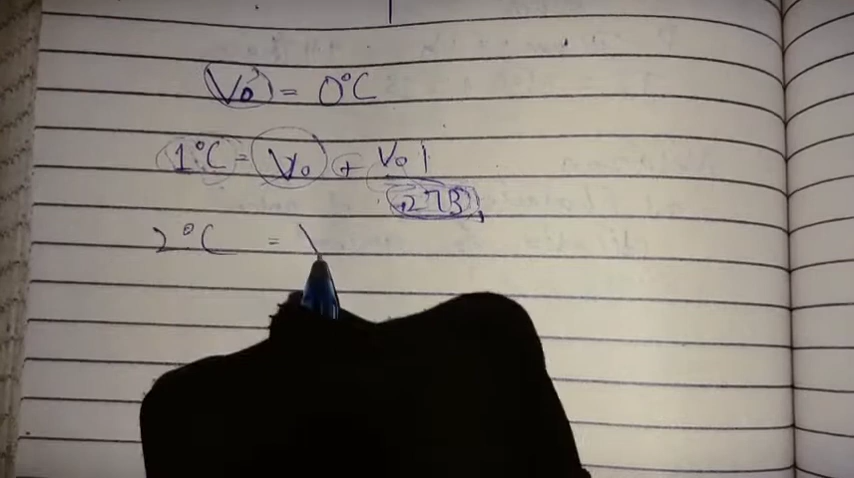 V₀ = 0°C
1°C = V₀ + V₀ 1
273
2°C = \